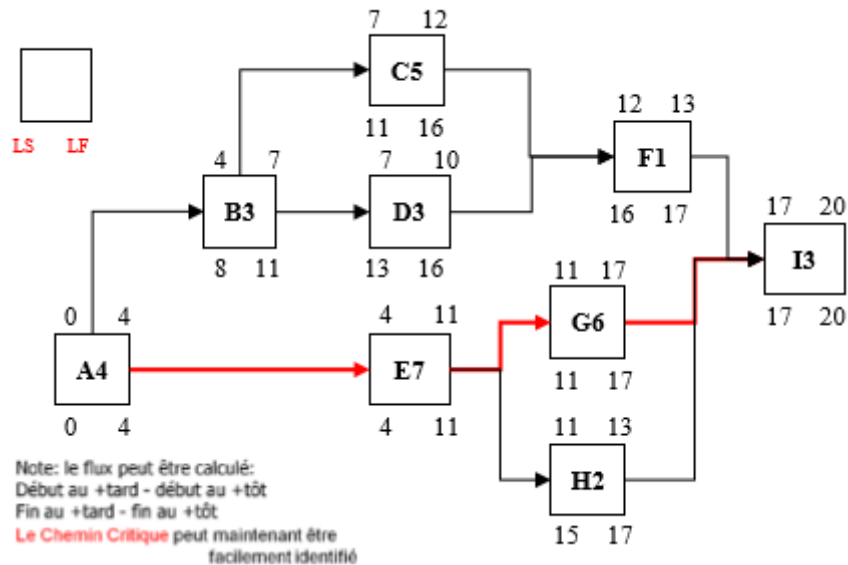 7 12
C5
11 16
LS LF
12 13
F1
16 17
4 7
B3
8 11
7 10
D3
13 16
17 20
I3
17 20
11 17
G6
11 17
0 4
A4
0 4
4 11
E7
4 11
11 13
H2
15 17
Note: le flux peut être calculé:
Début au +tard - début au +tôt
Fin au +tard - fin au +tôt
Le Chemin Critique peut maintenant être
facilement identifié